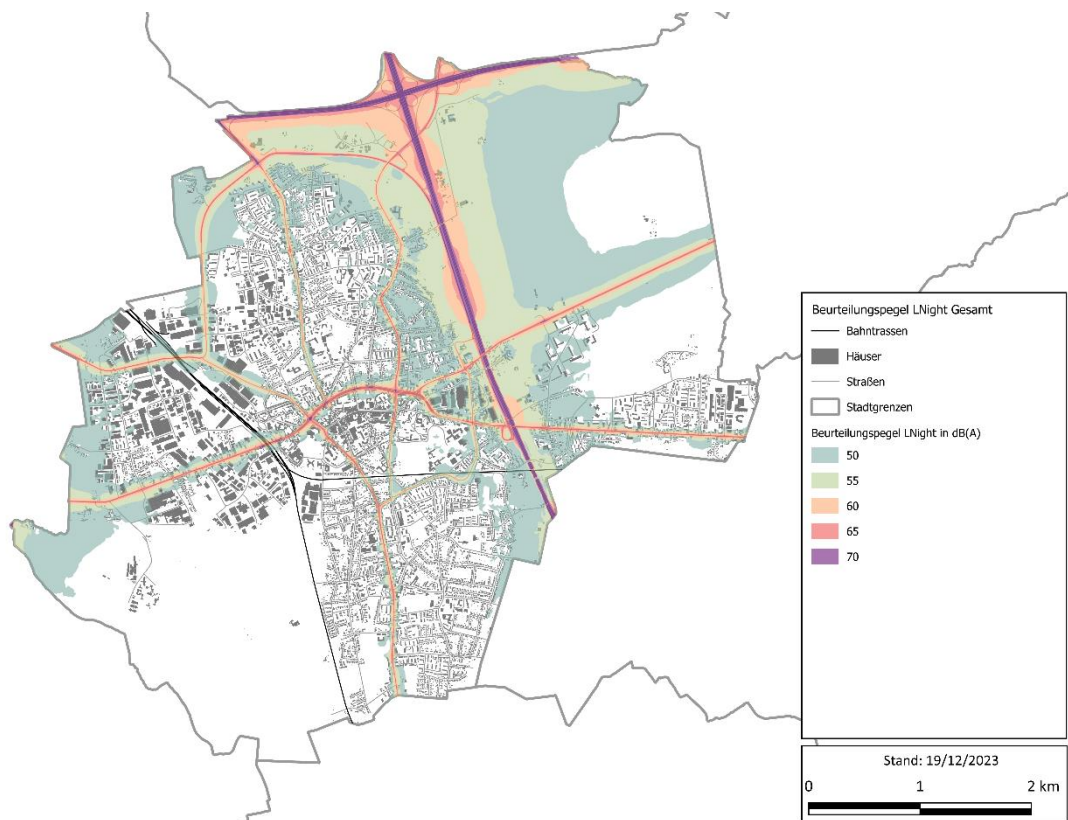 Beurteilungspegel LNight Gesamt
Bahntrassen
Häuser
Straßen
Stadtgrenzen
Beurteilungspegel LNight in dB(A)
50
55
60
65
70
Stand: 19/12/2023
0 1 2 km